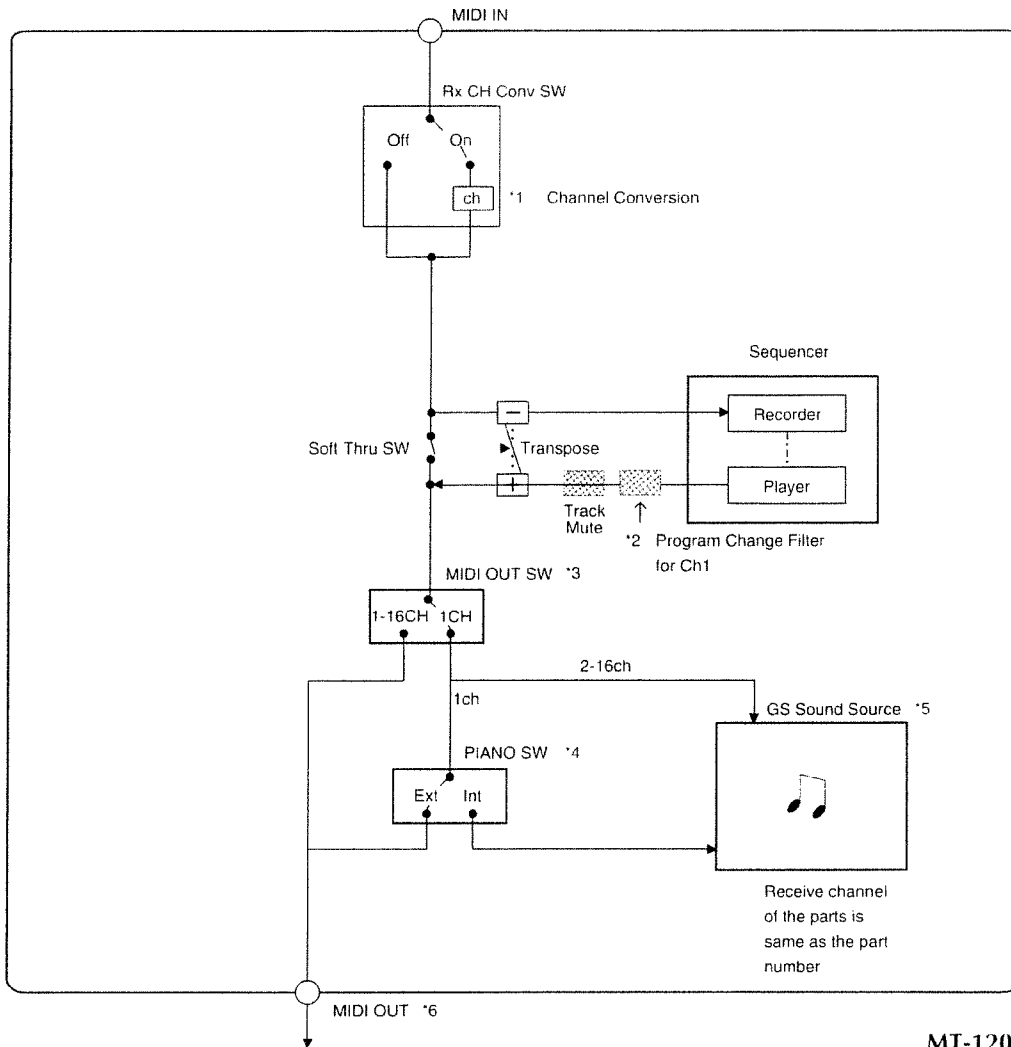 MIDI IN
Rx CH Conv SW
Off
On
ch
*1 Channel Conversion
Sequencer
−
Recorder
Soft Thru SW
Transpose
+
Player
Track
Mute
*2 Program Change Filter
for Ch1
MIDI OUT SW *3
1-16CH 1CH
2-16ch
1ch
GS Sound Source *5
PIANO SW *4
Ext
Int
Receive channel
of the parts is
same as the part
number
MIDI OUT *6
MT-120